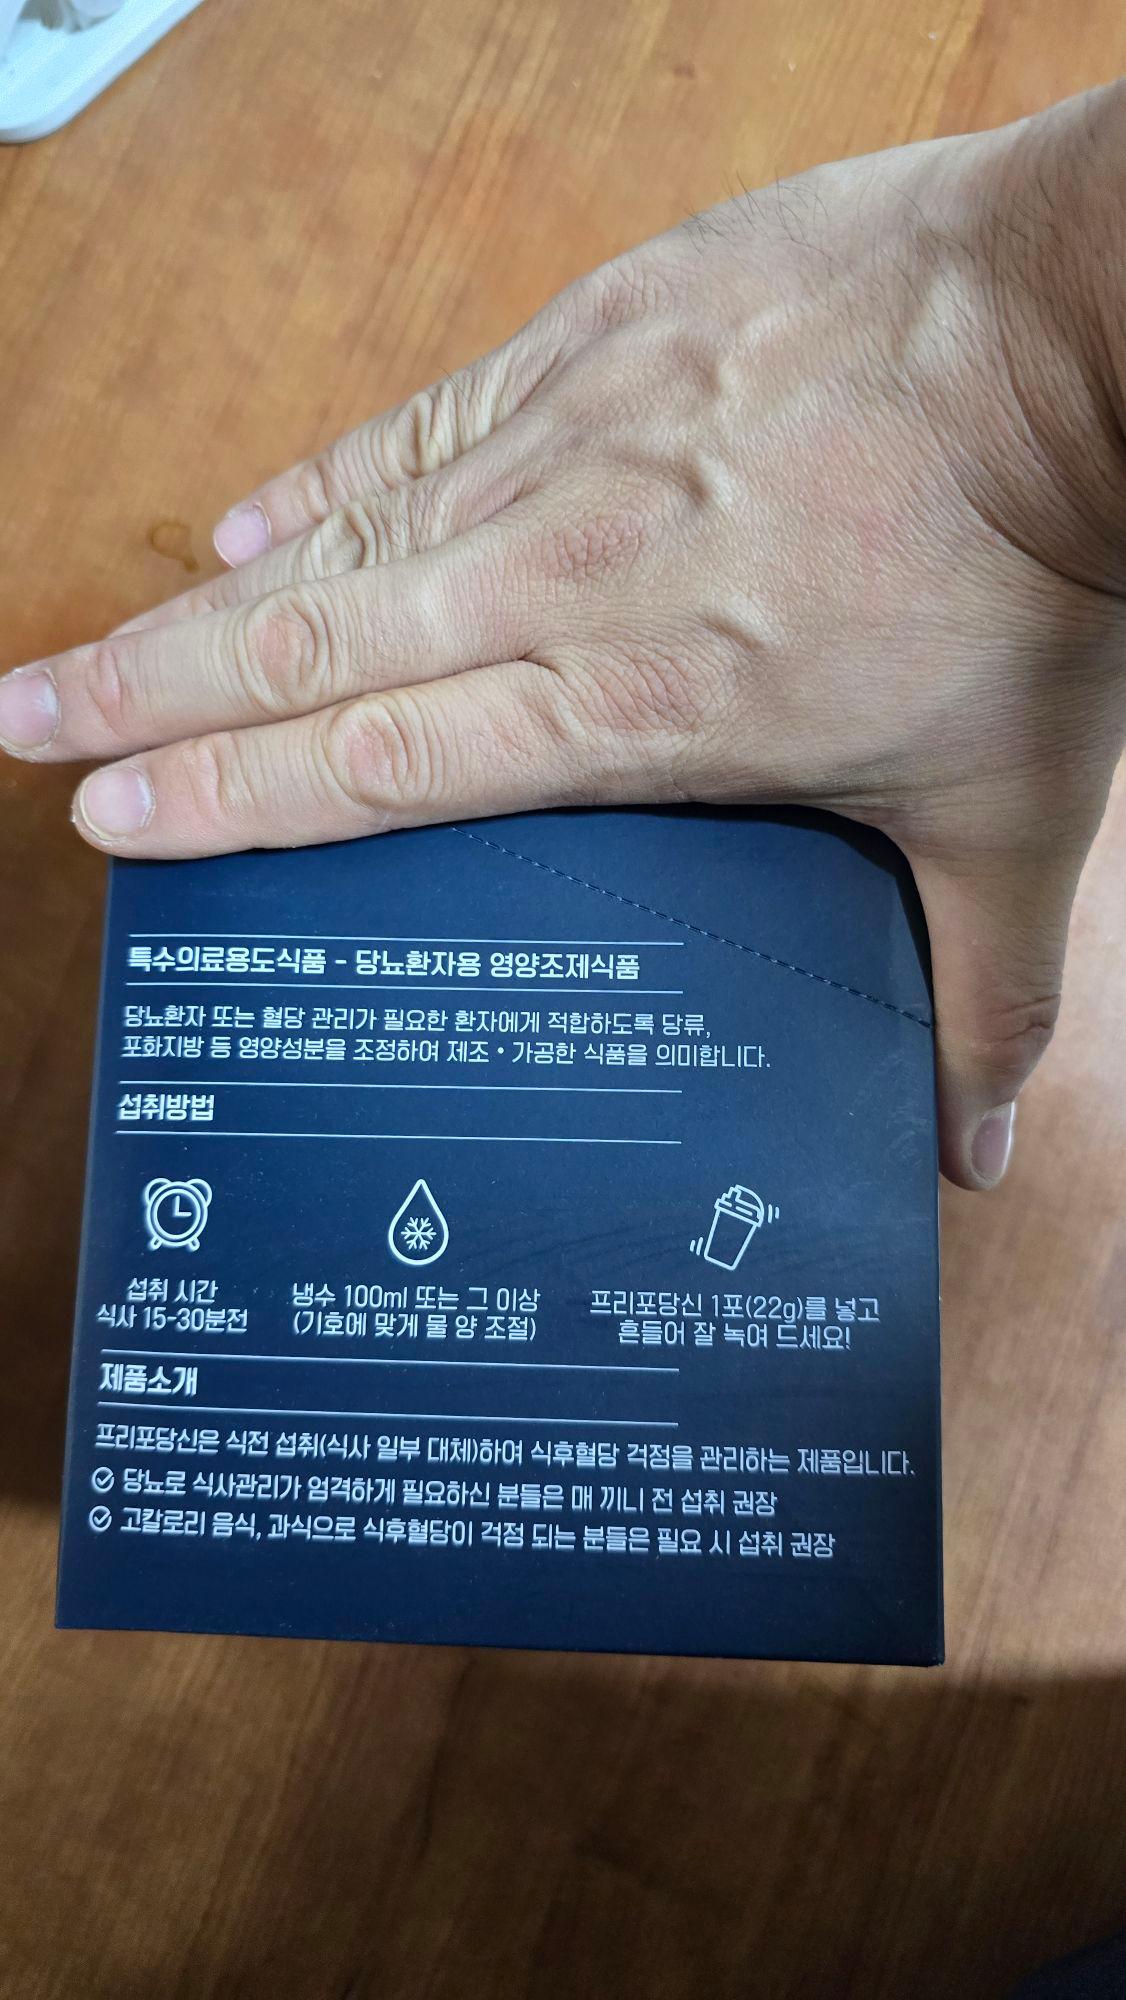 특수의료용도식품 - 당뇨환자용 영양조제식품
당뇨환자 또는 혈당 관리가 필요한 환자에게 적합하도록 당류,
포화지방 등 영양성분을 조정하여 제조 • 가공한 식품을 의미합니다.
섭취방법
섭취 시간
식사 15-30분전
냉수 100ml 또는 그 이상
(기호에 맞게 물 양 조절)
프리포당신 1포(22g)를 넣고
흔들어 잘 녹여 드세요!
제품소개
프리포당신은 식전 섭취(식사 일부 대체)하여 식후혈당 걱정을 관리하는 제품입니다.
당뇨로 식사관리가 엄격하게 필요하신 분들은 매 끼니 전 섭취 권장
고칼로리 음식, 과식으로 식후혈당이 걱정 되는 분들은 필요 시 섭취 권장